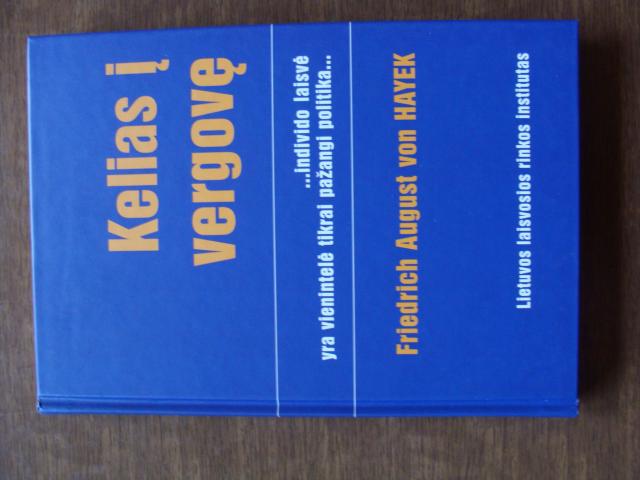 Kelias į
vergovę
...individo laisvė
yra vienintelė tikrai pažangi politika...
Friedrich August von HAYEK
Lietuvos laisvosios rinkos institutas